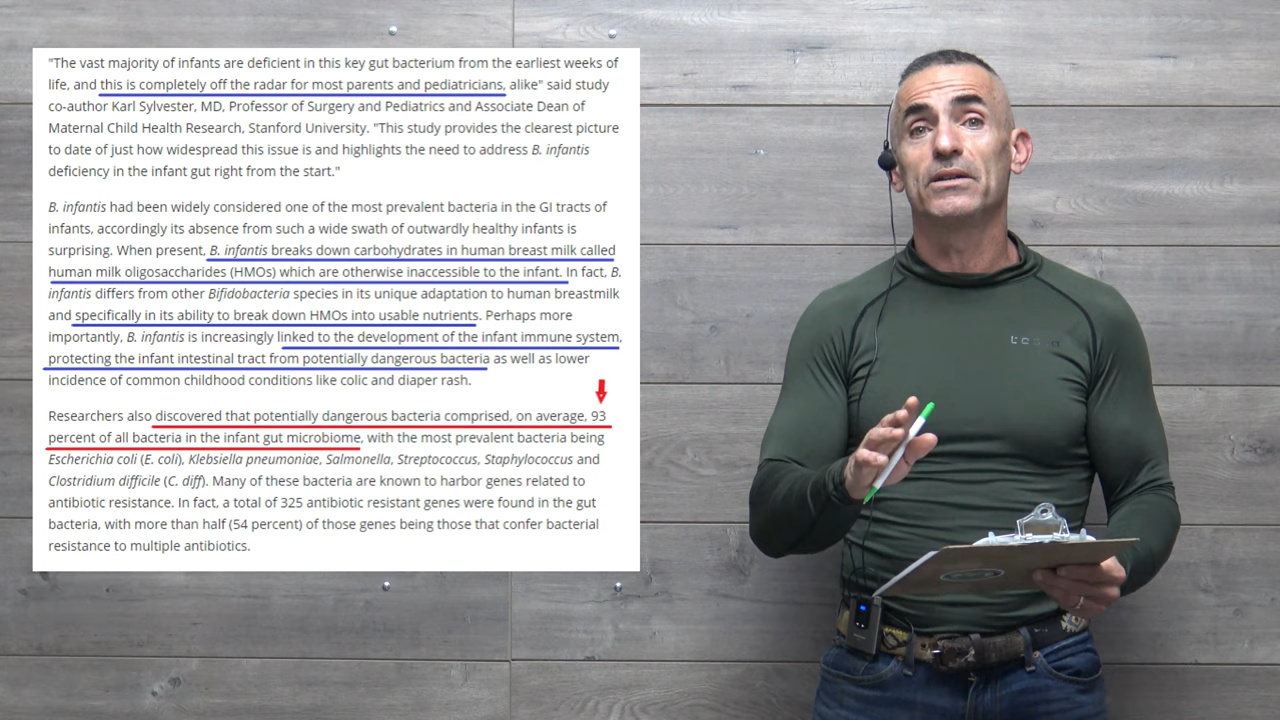 "The vast majority of infants are deficient in this key gut bacterium from the earliest weeks of
life, and this is completely off the radar for most parents and pediatricians, alike" said study
co-author Karl Sylvester, MD, Professor of Surgery and Pediatrics and Associate Dean of
Maternal Child Health Research, Stanford University. "This study provides the clearest picture
to date of just how widespread this issue is and highlights the need to address B. infantis
deficiency in the infant gut right from the start."
B. infantis had been widely considered one of the most prevalent bacteria in the GI tracts of
infants, accordingly its absence from such a wide swath of outwardly healthy infants is
surprising. When present, B. infantis breaks down carbohydrates in human breast milk called
human milk oligosaccharides (HMOs) which are otherwise inaccessible to the infant. In fact, B.
infantis differs from other Bifidobacteria species in its unique adaptation to human breastmilk
and specifically in its ability to break down HMOs into usable nutrients. Perhaps more
importantly, B. infantis is increasingly linked to the development of the infant immune system,
protecting the infant intestinal tract from potentially dangerous bacteria as well as lower
incidence of common childhood conditions like colic and diaper rash.
Researchers also discovered that potentially dangerous bacteria comprised, on average, 93
percent of all bacteria in the infant gut microbiome, with the most prevalent bacteria being
Escherichia coli (E. coli), Klebsiella pneumoniae, Salmonella, Streptococcus, Staphylococcus and
Clostridium difficile (C. diff). Many of these bacteria are known to harbor genes related to
antibiotic resistance. In fact, a total of 325 antibiotic resistant genes were found in the gut
bacteria, with more than half (54 percent) of those genes being those that confer bacterial
resistance to multiple antibiotics.